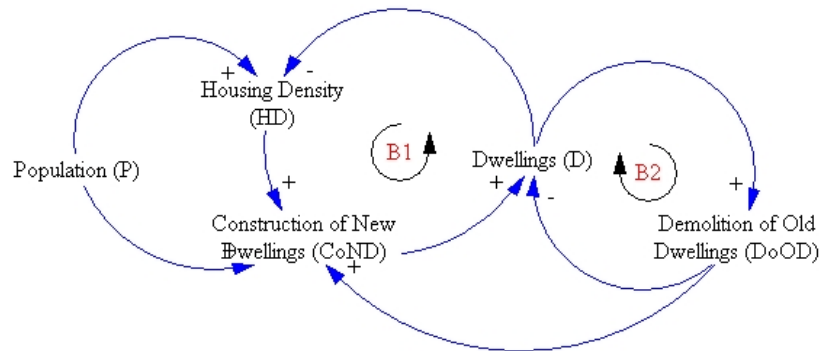 +
-
Housing Density
(HD)
B1
Dwellings (D)
B2
Population (P)
+
+
-
+
Construction of New
Dwellings (CoND)
+
+
Demolition of Old
Dwellings (DoOD)